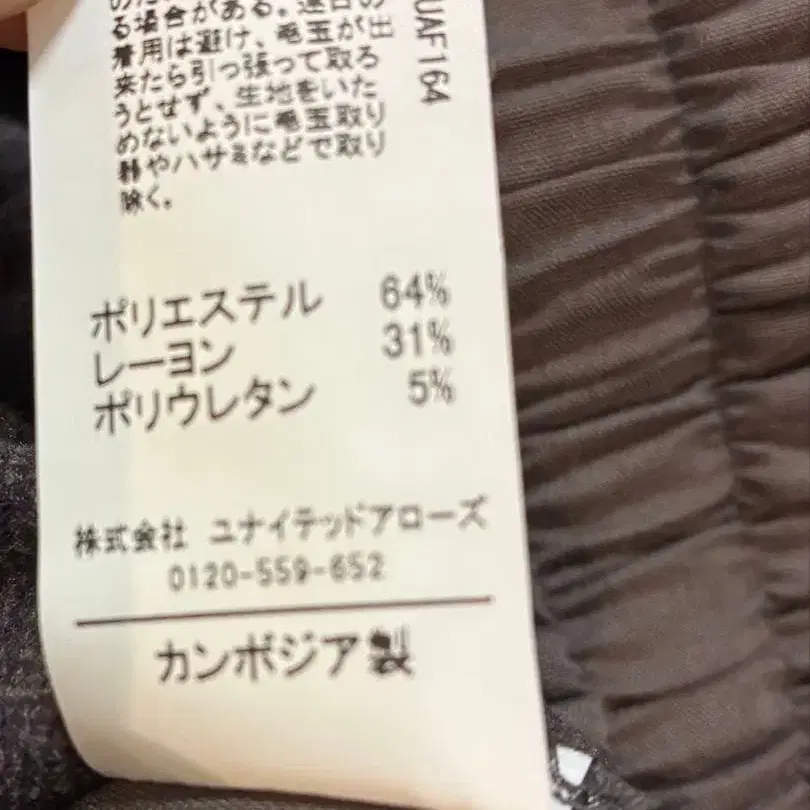 る場合がある。連日の
着用は避け、毛玉が出
来たら引っ張って取ろ
うとせず、生地をいた
めないように毛玉取り
器やハサミなどで取り
除く。
UAF164
ポリエステル 64%
レーヨン 31%
ポリウレタン 5%
株式会社 ユナイテッドアローズ
0120-559-652
カンボジア製